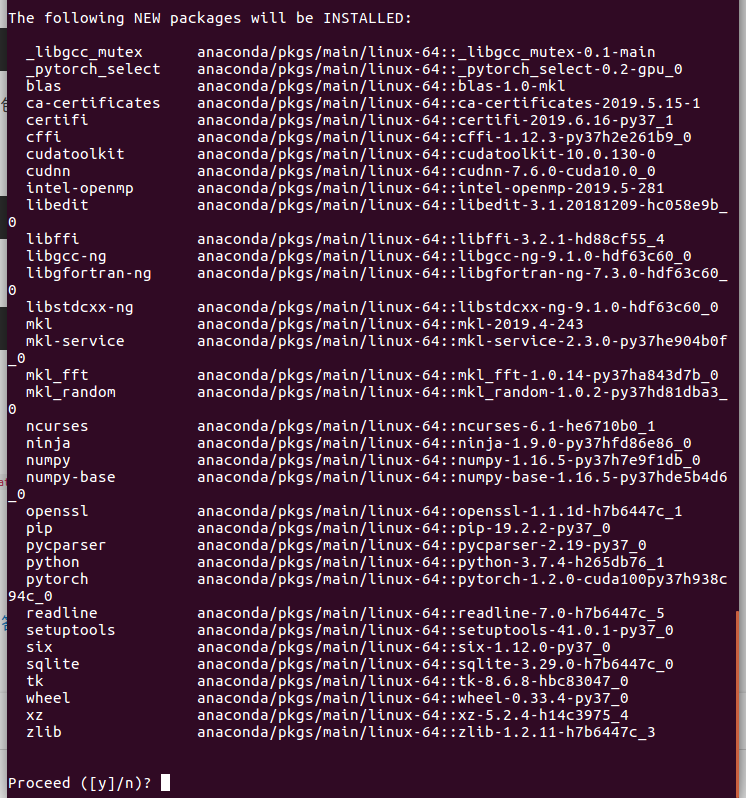 The following NEW packages will be INSTALLED:
_libgcc_mutex anaconda/pkgs/main/linux-64::_libgcc_mutex-0.1-main
_pytorch_select anaconda/pkgs/main/linux-64::_pytorch_select-0.2-gpu_0
blas anaconda/pkgs/main/linux-64::blas-1.0-mkl
ca-certificates anaconda/pkgs/main/linux-64::ca-certificates-2019.5.15-1
certifi anaconda/pkgs/main/linux-64::certifi-2019.6.16-py37_1
cffi anaconda/pkgs/main/linux-64::cffi-1.12.3-py37h2e261b9_0
cudatoolkit anaconda/pkgs/main/linux-64::cudatoolkit-10.0.130-0
cudnn anaconda/pkgs/main/linux-64::cudnn-7.6.0-cuda10.0_0
intel-openmp anaconda/pkgs/main/linux-64::intel-openmp-2019.5-281
libedit anaconda/pkgs/main/linux-64::libedit-3.1.20181209-hc058e9b_
0
libffi anaconda/pkgs/main/linux-64::libffi-3.2.1-hd88cf55_4
libgcc-ng anaconda/pkgs/main/linux-64::libgcc-ng-9.1.0-hdf63c60_0
libgfortran-ng anaconda/pkgs/main/linux-64::libgfortran-ng-7.3.0-hdf63c60_
0
libstdcxx-ng anaconda/pkgs/main/linux-64::libstdcxx-ng-9.1.0-hdf63c60_0
mkl anaconda/pkgs/main/linux-64::mkl-2019.4-243
mkl-service anaconda/pkgs/main/linux-64::mkl-service-2.3.0-py37he904b0f
_0
mkl_fft anaconda/pkgs/main/linux-64::mkl_fft-1.0.14-py37ha843d7b_0
mkl_random anaconda/pkgs/main/linux-64::mkl_random-1.0.2-py37hd81dba3_
0
ncurses anaconda/pkgs/main/linux-64::ncurses-6.1-he6710b0_1
ninja anaconda/pkgs/main/linux-64::ninja-1.9.0-py37hfd86e86_0
numpy anaconda/pkgs/main/linux-64::numpy-1.16.5-py37h7e9f1db_0
numpy-base anaconda/pkgs/main/linux-64::numpy-base-1.16.5-py37hde5b4d6
_0
openssl anaconda/pkgs/main/linux-64::openssl-1.1.1d-h7b6447c_1
pip anaconda/pkgs/main/linux-64::pip-19.2.2-py37_0
pycparser anaconda/pkgs/main/linux-64::pycparser-2.19-py37_0
python anaconda/pkgs/main/linux-64::python-3.7.4-h265db76_1
pytorch anaconda/pkgs/main/linux-64::pytorch-1.2.0-cuda100py37h938c
94c_0
readline anaconda/pkgs/main/linux-64::readline-7.0-h7b6447c_5
setuptools anaconda/pkgs/main/linux-64::setuptools-41.0.1-py37_0
six anaconda/pkgs/main/linux-64::six-1.12.0-py37_0
sqlite anaconda/pkgs/main/linux-64::sqlite-3.29.0-h7b6447c_0
tk anaconda/pkgs/main/linux-64::tk-8.6.8-hbc83047_0
wheel anaconda/pkgs/main/linux-64::wheel-0.33.4-py37_0
xz anaconda/pkgs/main/linux-64::xz-5.2.4-h14c3975_4
zlib anaconda/pkgs/main/linux-64::zlib-1.2.11-h7b6447c_3
Proceed ([y]/n)?